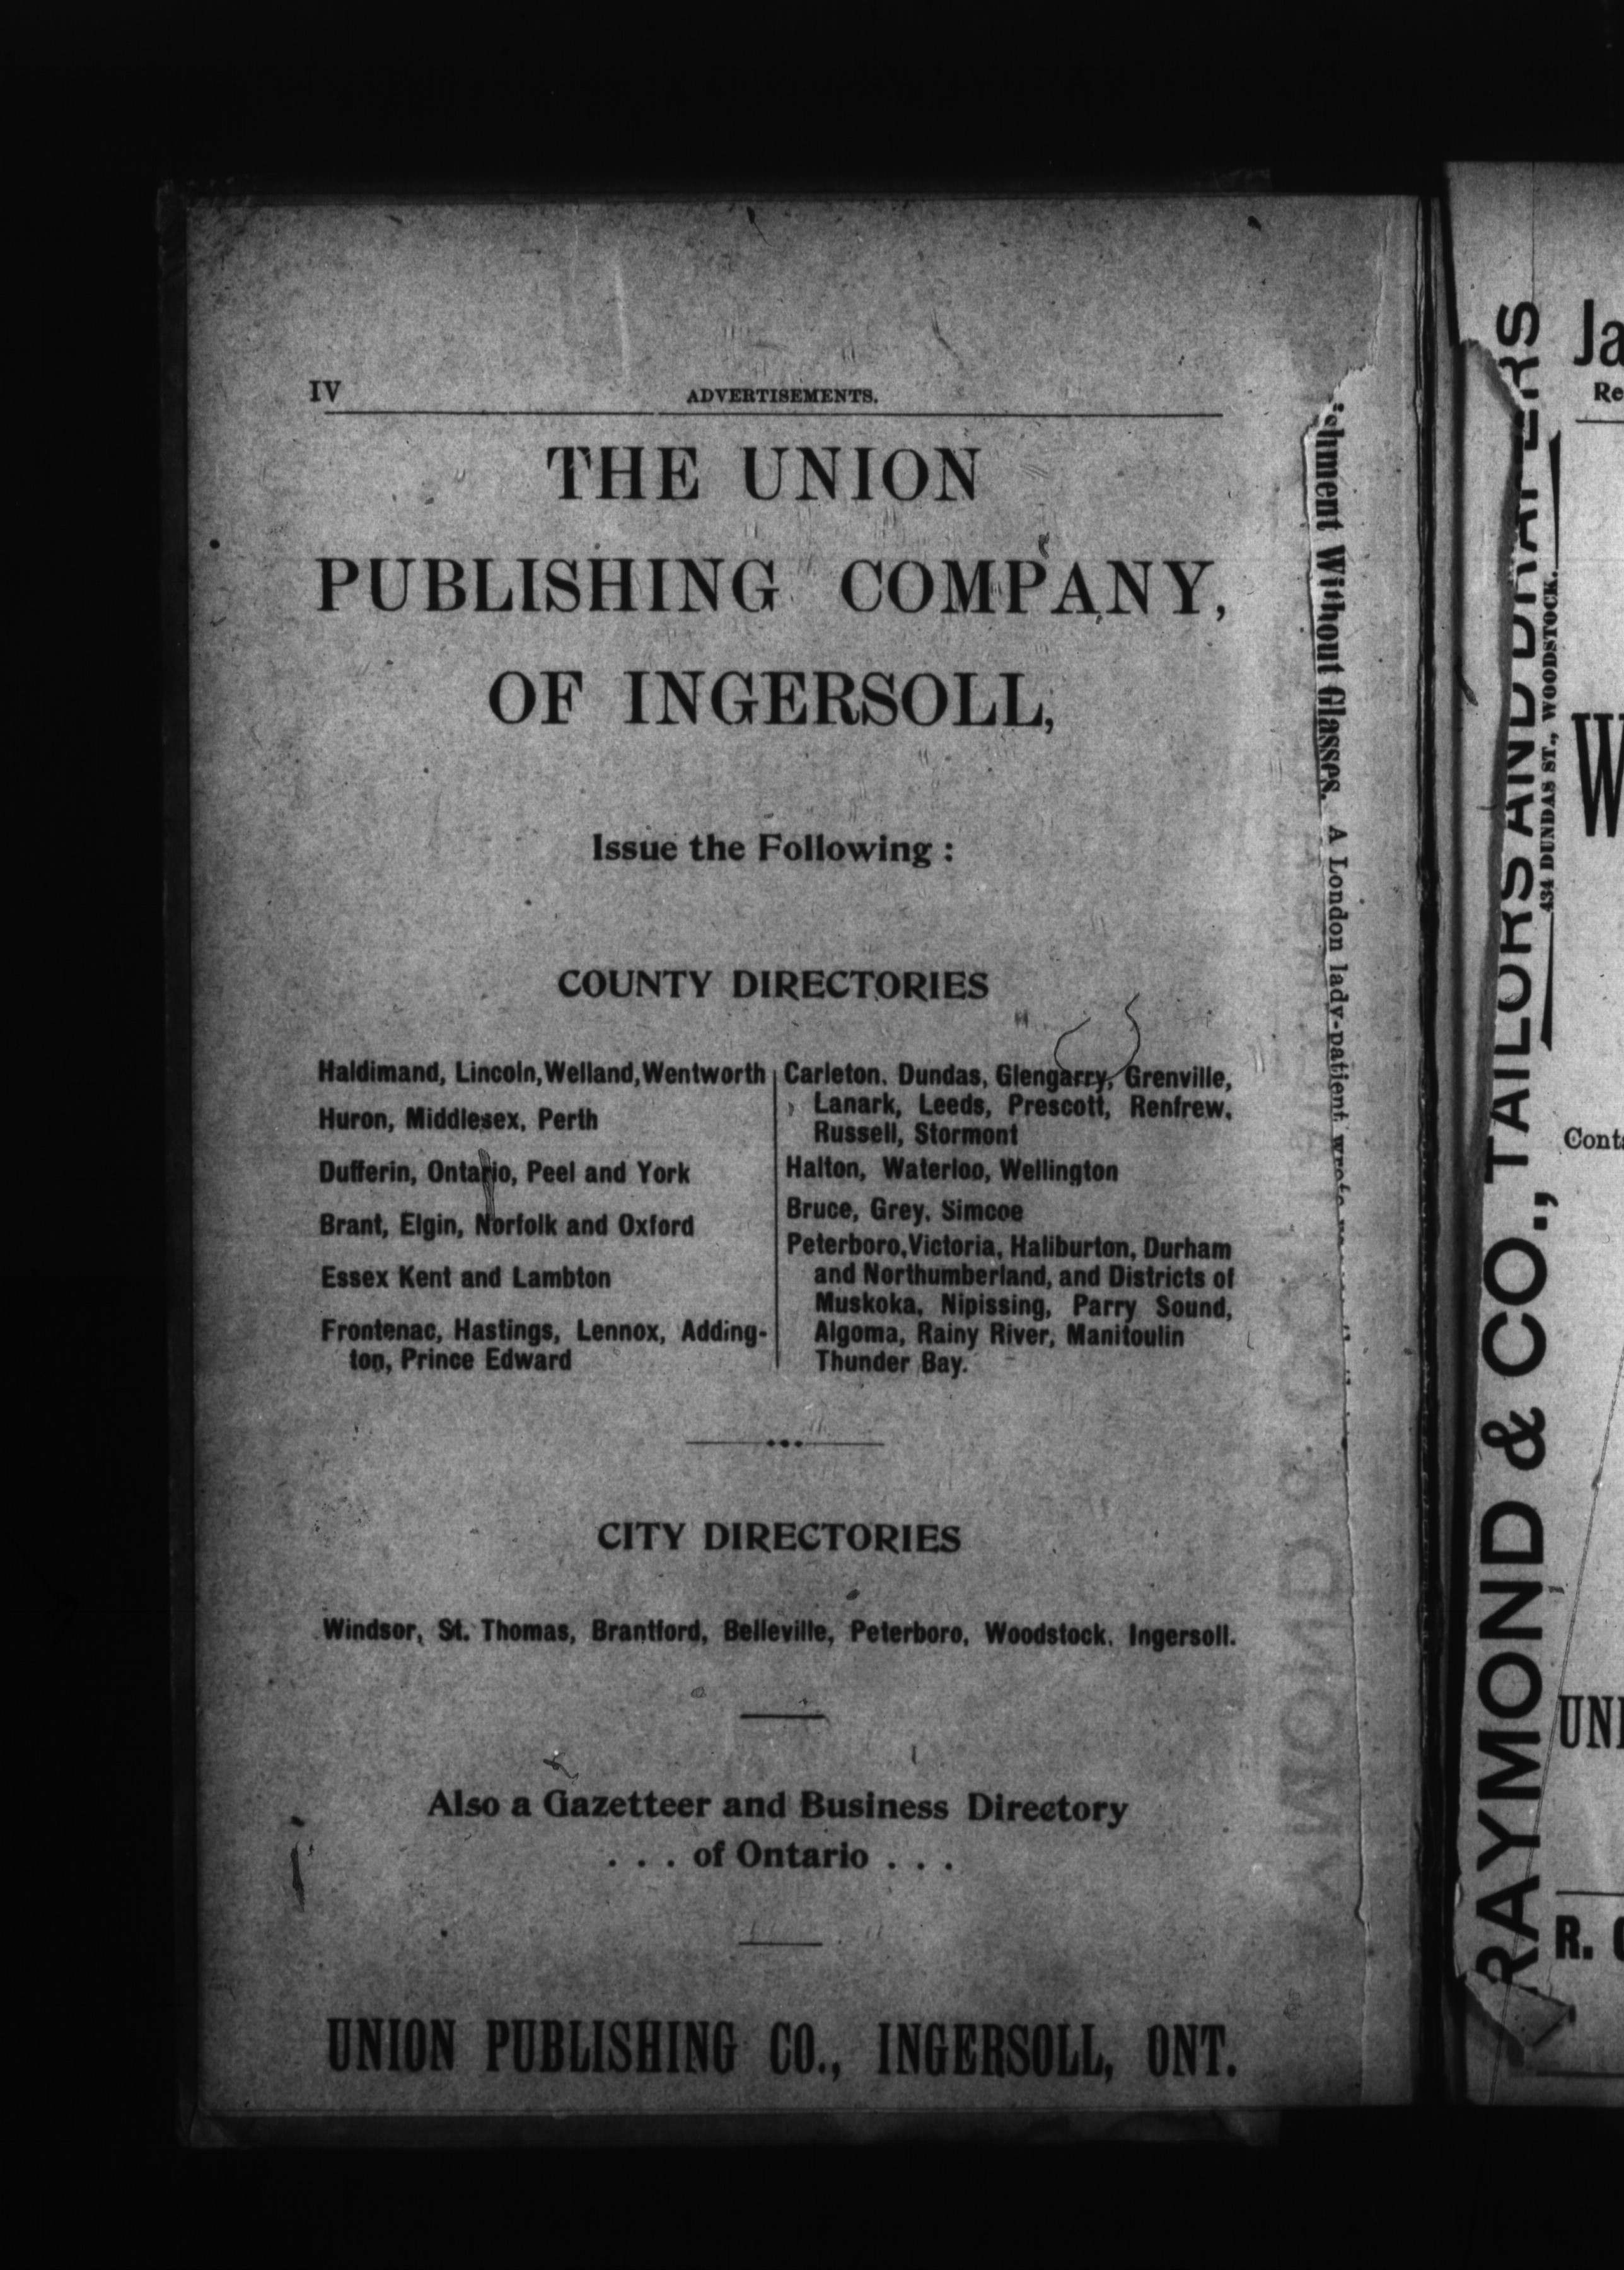 IV
ADVERTISEMENTS.
THE UNION
PUBLISHING COMPANY,
OF INGERSOLL,
Issue the Following :
COUNTY DIRECTORIES
Haldimand, Lincoln, Welland, Wentworth
Huron, Middlesex, Perth
Dufferin, Ontario, Peel and York
Brant, Elgin, Norfolk and Oxford
Essex Kent and Lambton
Frontenac, Hastings, Lennox, Adding-
ton, Prince Edward
Carleton. Dundas, Glengarry, Grenville,
Lanark, Leeds, Prescott, Renfrew,
Russell, Stormont
Halton, Waterloo, Wellington
Bruce, Grey, Simcoe
Peterboro, Victoria, Haliburton, Durham
and Northumberland, and Districts of
Muskoka, Nipissing, Parry Sound,
Algoma, Rainy River, Manitoulin
Thunder Bay.
CITY DIRECTORIES
Windsor, St. Thomas, Brantford, Belleville, Peterboro, Woodstock, Ingersoll.
Also a Gazetteer and Business Directory
. . . of Ontario . . .
UNION PUBLISHING CO., INGERSOLL, ONT.
Without Glasses. A London lady-patient wrote
RAYMOND & CO., TAILORS AND DRAPERS
434 DUNDAS ST., WOODSTOCK.
Ja
Re
W
Cont
UNI
R.